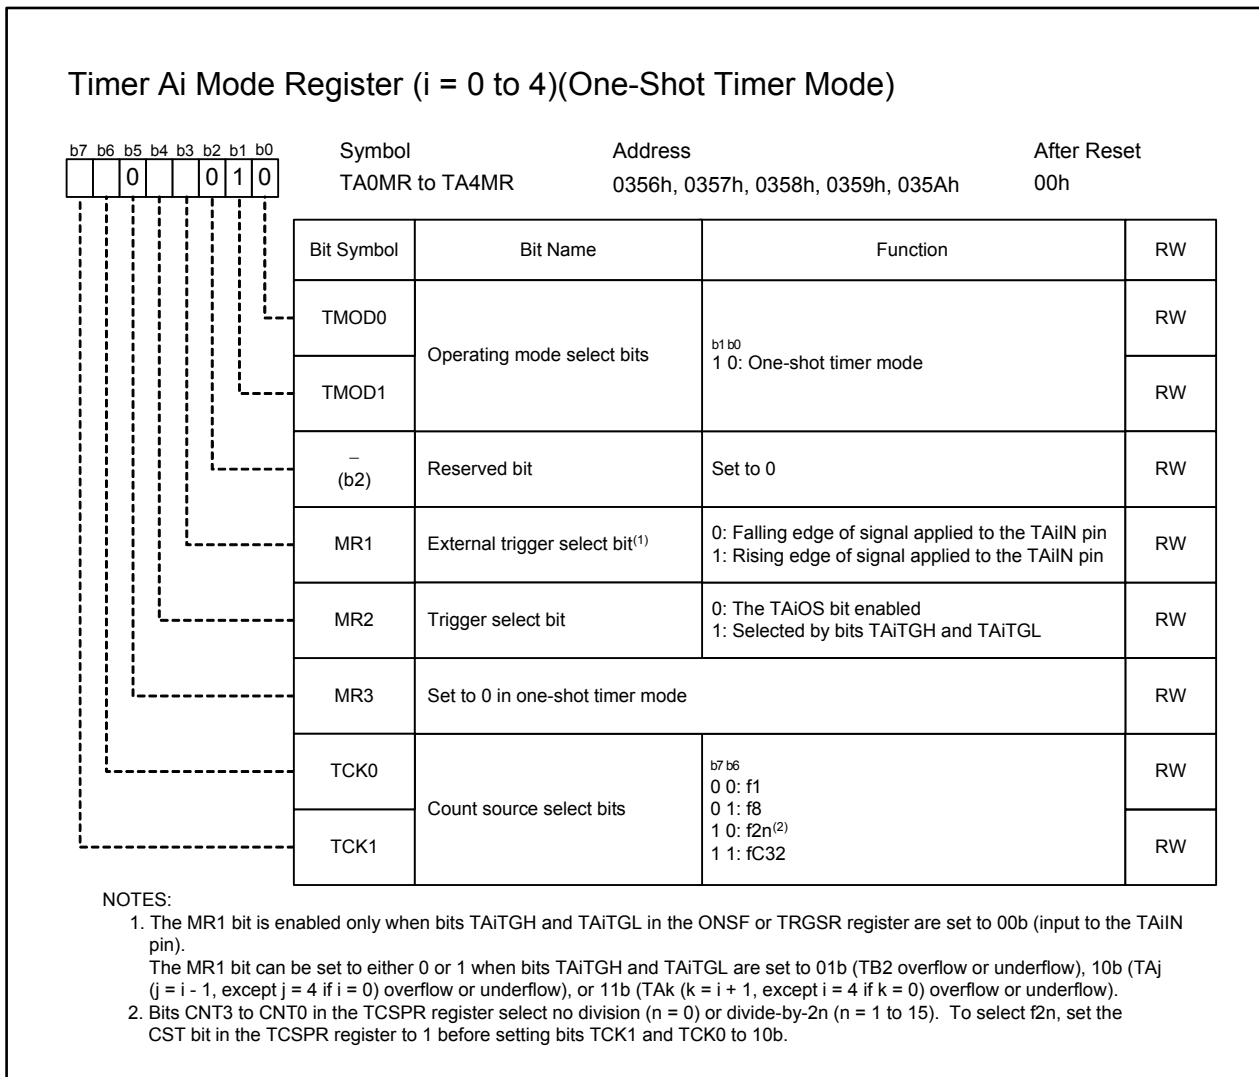 Timer Ai Mode Register (i = 0 to 4)(One-Shot Timer Mode)
b7 b6 b5 b4 b3 b2 b1 b0
0 0 1 0
Symbol Address After Reset
TA0MR to TA4MR 0356h, 0357h, 0358h, 0359h, 035Ah 00h
Bit Symbol Bit Name Function RW
TMOD0 RW
Operating mode select bits
b1 b0
1 0: One-shot timer mode
TMOD1 RW
–
(b2)
Reserved bit Set to 0 RW
MR1 External trigger select bit(1)
0: Falling edge of signal applied to the TAiIN pin
1: Rising edge of signal applied to the TAiIN pin
RW
MR2 Trigger select bit
0: The TAiOS bit enabled
1: Selected by bits TAiTGH and TAiTGL
RW
MR3 Set to 0 in one-shot timer mode RW
TCK0 RW
Count source select bits
b7 b6
0 0: f1
0 1: f8
1 0: f2n(2)
1 1: fC32
TCK1 RW
NOTES:
1. The MR1 bit is enabled only when bits TAiTGH and TAiTGL in the ONSF or TRGSR register are set to 00b (input to the TAiIN
pin).
The MR1 bit can be set to either 0 or 1 when bits TAiTGH and TAiTGL are set to 01b (TB2 overflow or underflow), 10b (TAj
(j = i - 1, except j = 4 if i = 0) overflow or underflow), or 11b (TAk (k = i + 1, except i = 4 if k = 0) overflow or underflow).
2. Bits CNT3 to CNT0 in the TCSPR register select no division (n = 0) or divide-by-2n (n = 1 to 15). To select f2n, set the
CST bit in the TCSPR register to 1 before setting bits TCK1 and TCK0 to 10b.